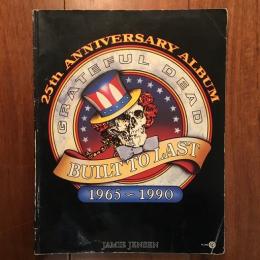 25th ANNIVERSARY ALBUM
GRATEFUL DEAD
BUILT TO LAST
1965 - 1990
JAMIE JENSEN